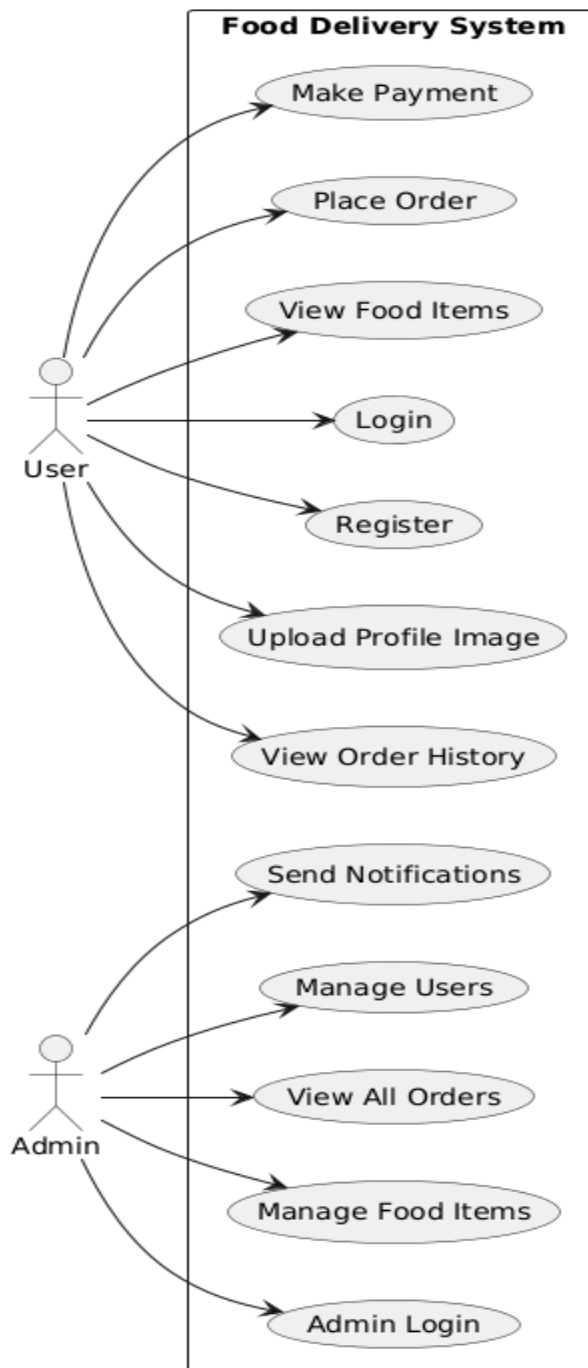 Food Delivery System
Make Payment
Place Order
View Food Items
Login
User
Register
Upload Profile Image
View Order History
Send Notifications
Manage Users
View All Orders
Admin
Manage Food Items
Admin Login